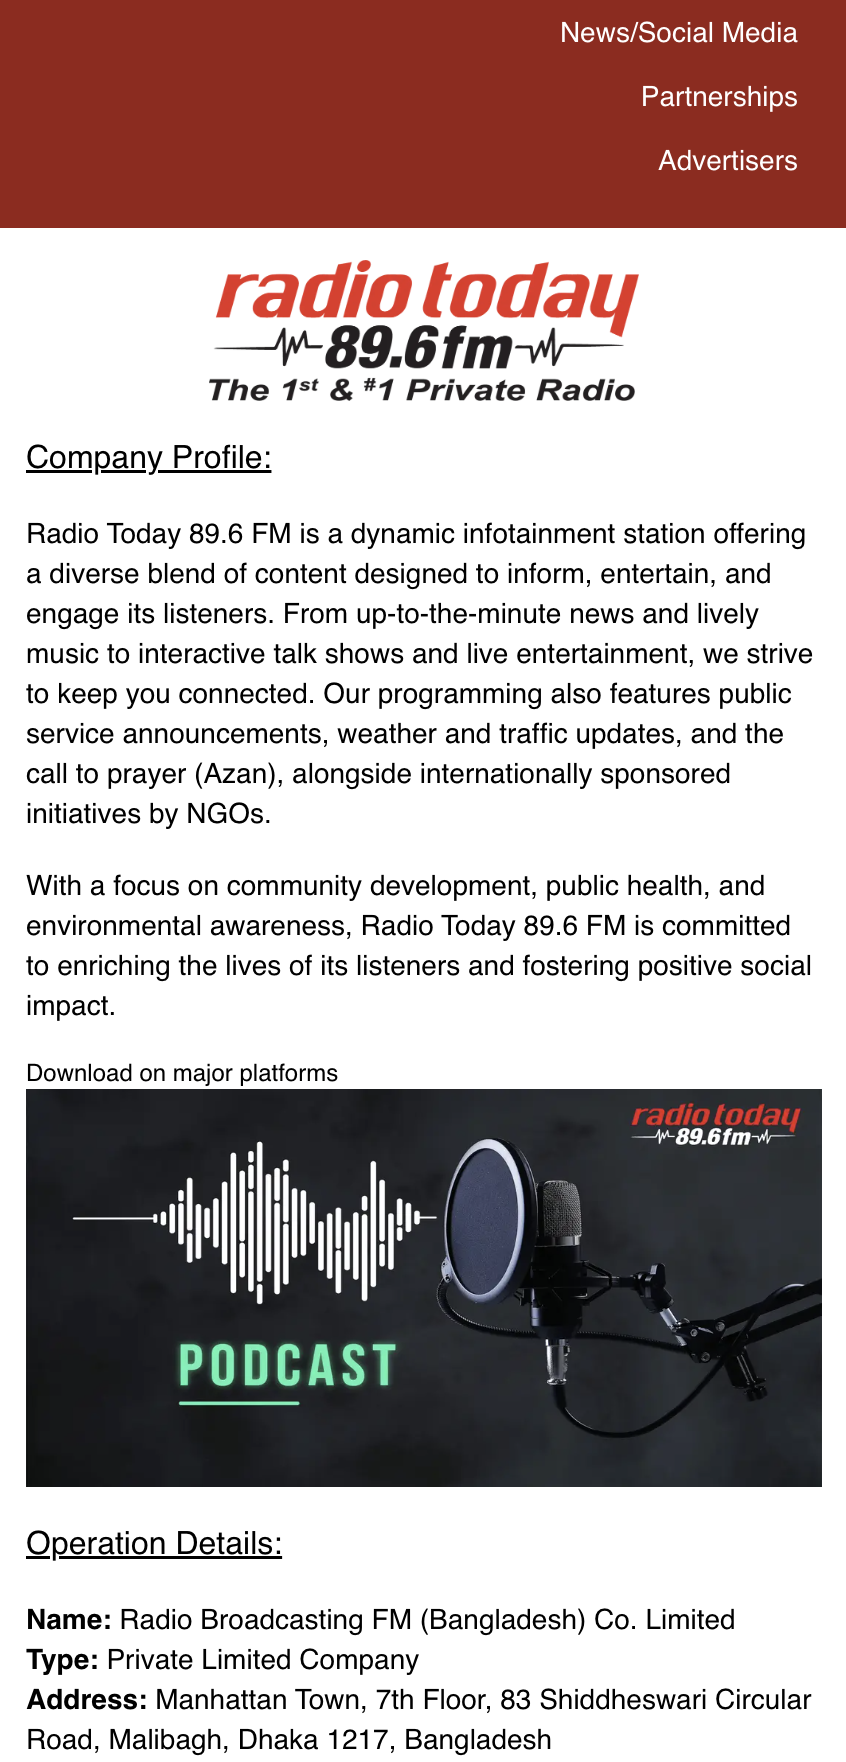 News/Social Media
Partnerships
Advertisers
radio today
89.6fm
The 1st & #1 Private Radio
Company Profile:
Radio Today 89.6 FM is a dynamic infotainment station offering
a diverse blend of content designed to inform, entertain, and
engage its listeners. From up-to-the-minute news and lively
music to interactive talk shows and live entertainment, we strive
to keep you connected. Our programming also features public
service announcements, weather and traffic updates, and the
call to prayer (Azan), alongside internationally sponsored
initiatives by NGOs.
With a focus on community development, public health, and
environmental awareness, Radio Today 89.6 FM is committed
to enriching the lives of its listeners and fostering positive social
impact.
Download on major platforms
radio today
89.6fm
PODCAST
Operation Details:
Name: Radio Broadcasting FM (Bangladesh) Co. Limited
Type: Private Limited Company
Address: Manhattan Town, 7th Floor, 83 Shiddheswari Circular
Road, Malibagh, Dhaka 1217, Bangladesh